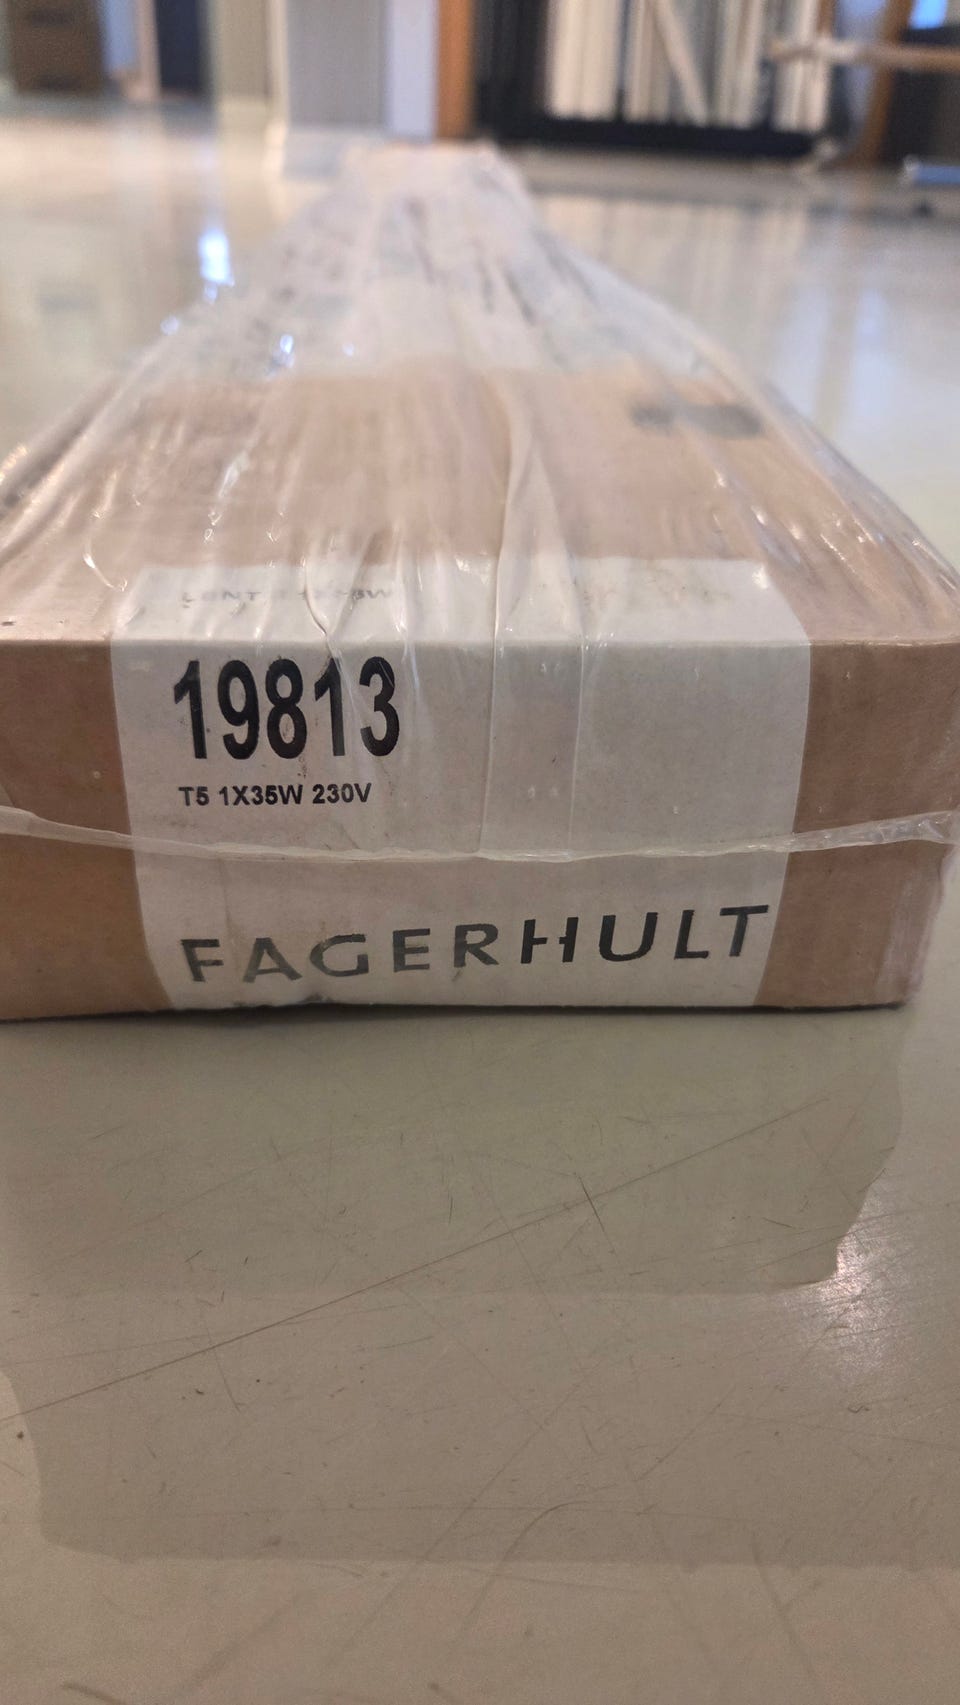 19813
T5 1X35W 230V
FAGERHULT